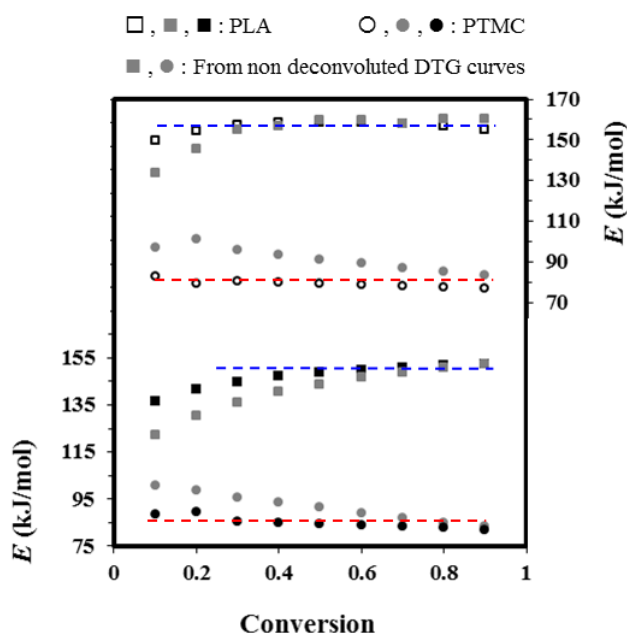 □ , ■ , ■ : PLA ○ , ● , ● : PTMC
■ , ● : From non deconvoluted DTG curves
170
150
130
110
90
70
E (kJ/mol)
155
135
115
95
75
E (kJ/mol)
0 0.2 0.4 0.6 0.8 1
Conversion